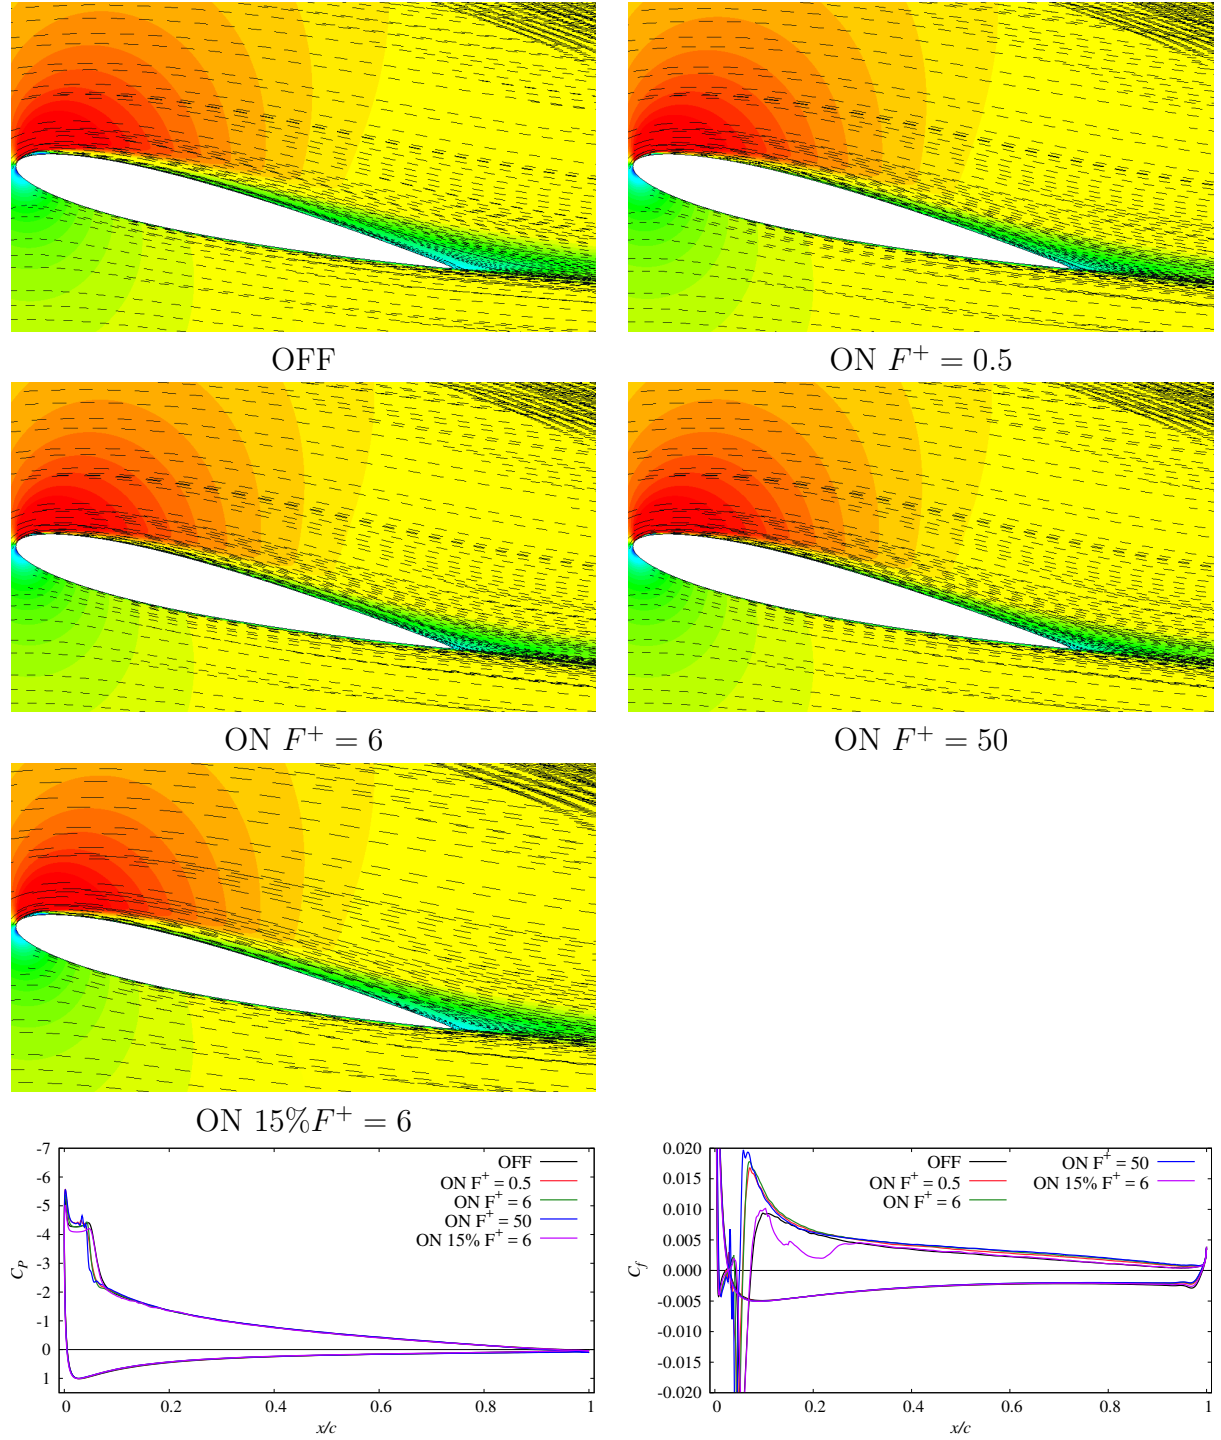 OFF
ON F⁺ = 0.5
ON F⁺ = 6
ON F⁺ = 50
ON 15%F⁺ = 6
-7
-6
-5
-4
-3
-2
-1
0
1
C_P
0
0.2
0.4
0.6
0.8
1
x/c
OFF
ON F⁺ = 0.5
ON F⁺ = 6
ON F⁺ = 50
ON 15% F⁺ = 6
0.020
0.015
0.010
0.005
0.000
-0.005
-0.010
-0.015
-0.020
C_f
0
0.2
0.4
0.6
0.8
1
x/c
OFF
ON F⁺ = 0.5
ON F⁺ = 6
ON F⁺ = 50
ON 15% F⁺ = 6